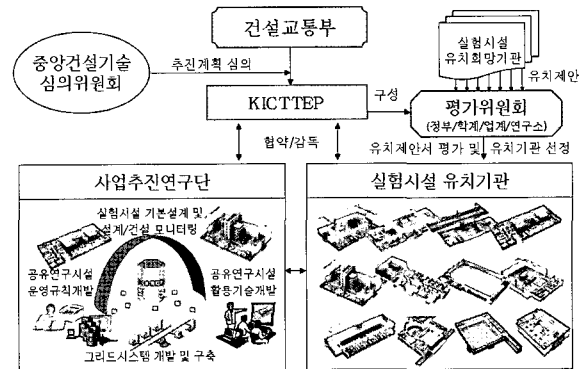 건설교통부
실험시설
유치희망기관
중앙건설기술
심의위원회
추진계획 심의
유치제안
KICTTEP
구성
평가위원회
(정부/학계/업계/연구소)
협약/감독
유치제안서 평가 및 유치기관 선정
사업추진연구단
실험시설 기본설계 및,
설계/건설 모니터링
공유연구시설
운영규칙개발
공유연구시설
활용기술개발
그리드시스템 개발 및 구축
실험시설 유치기관